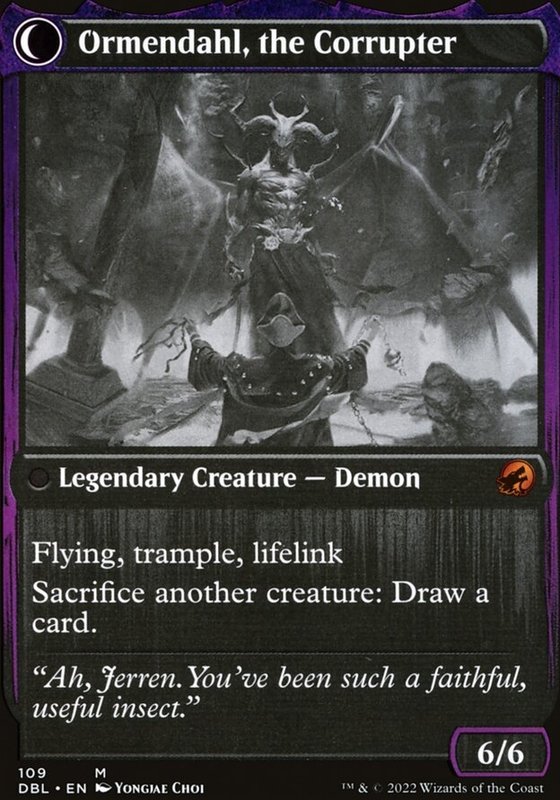 Ormendahl, the Corrupter
Legendary Creature — Demon
Flying, trample, lifelink
Sacrifice another creature: Draw a
card.
“Ah, Jerren. You’ve been such a faithful,
useful insect.”
6/6
109 M
DBL • EN Yongjae Choi
™ & © 2022 Wizards of the Coast